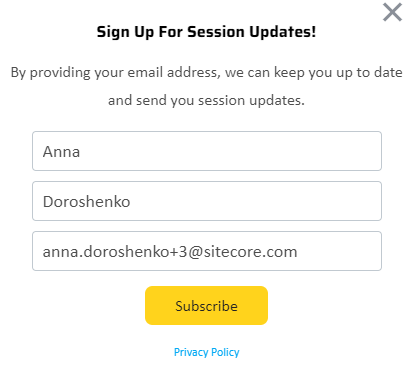 Sign Up For Session Updates!
By providing your email address, we can keep you up to date
and send you session updates.
Anna
Doroshenko
anna.doroshenko+3@sitecore.com
Subscribe
Privacy Policy